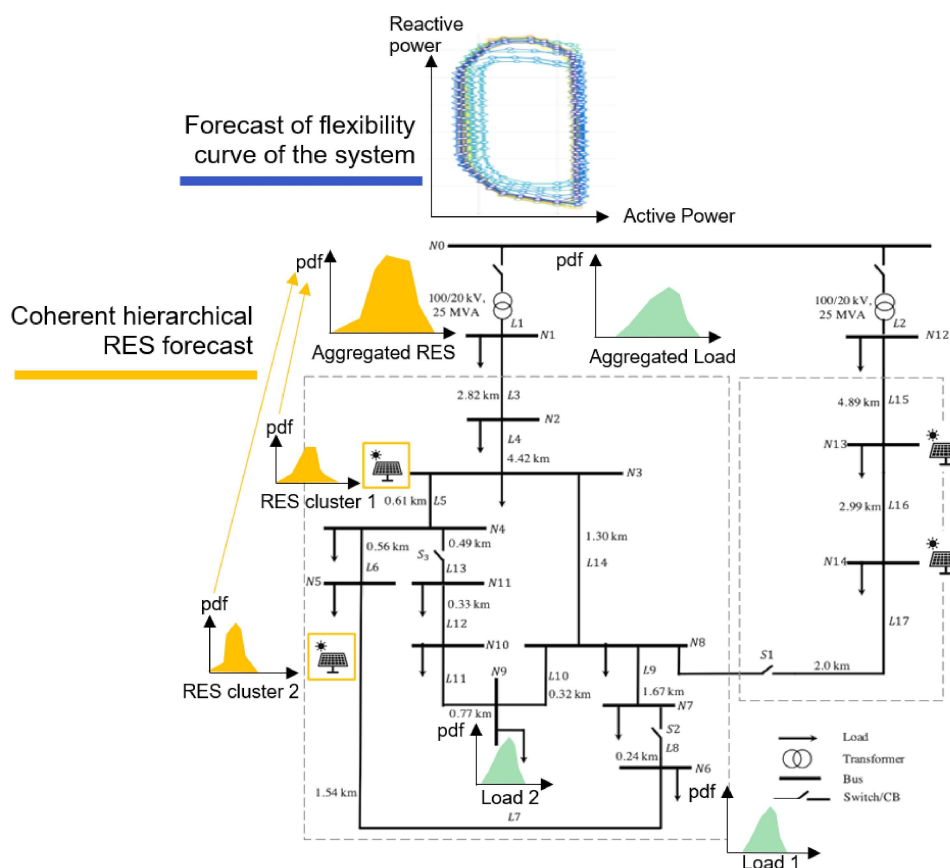 Reactive
power
Forecast of flexibility
curve of the system
Active Power
N0
pdf
pdf
100/20 kV,
25 MVA
100/20 kV,
25 MVA
Coherent hierarchical
RES forecast
L1
L2
Aggregated RES
N1
Aggregated Load
N12
2.82 km
L3
4.89 km
L15
N2
pdf
L4
N13
4.42 km
N3
RES cluster 1
0.61 km
L5
2.99 km
L16
N4
0.56 km
0.49 km
1.30 km
S3
L6
L13
L14
N14
N5
N11
pdf
0.33 km
L12
L17
N10
N8
N9
S1
L11
L10
L9
2.0 km
RES cluster 2
0.32 km
1.67 km
0.77 km
N7
pdf
S2
Load
L8
0.24 km
Transformer
N6
Bus
1.54 km
pdf
Switch/CB
Load 2
L7
Load 1